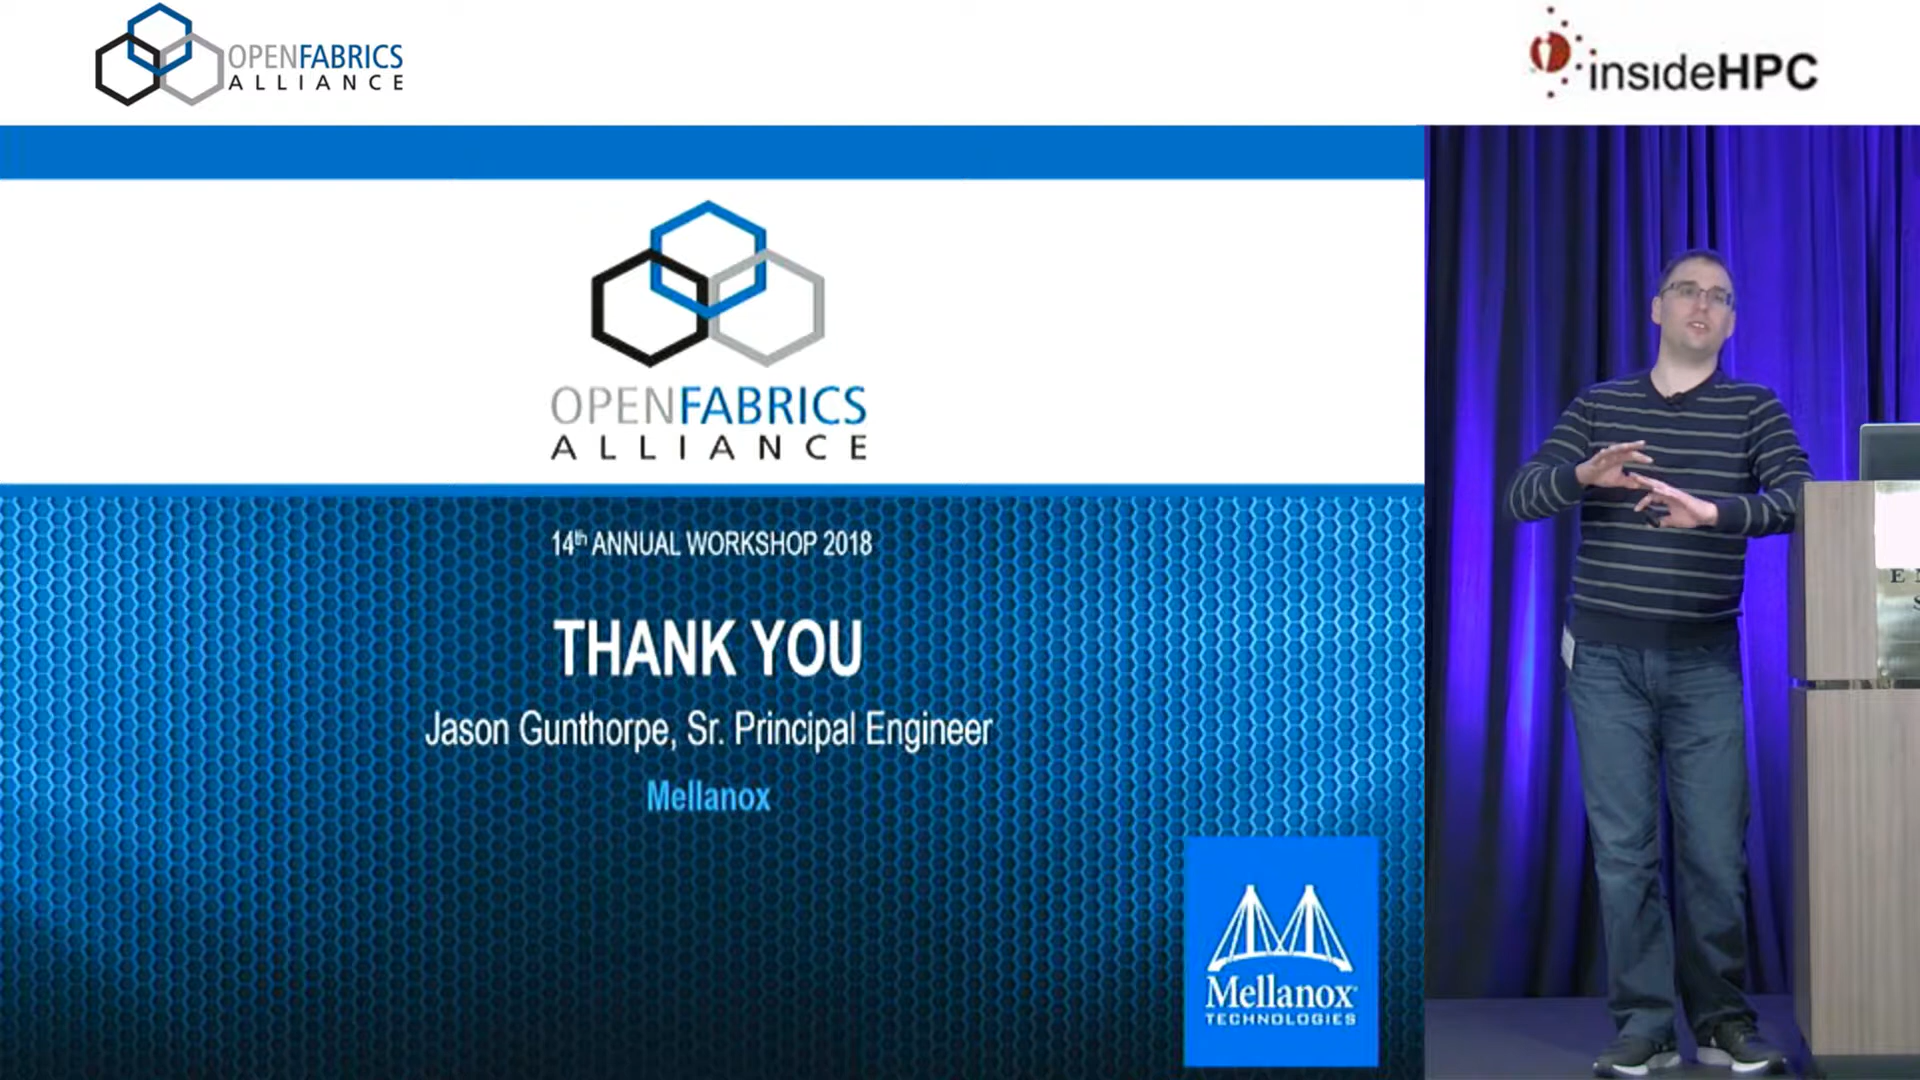 OPENFABRICS
ALLIANCE
insideHPC
OPENFABRICS
ALLIANCE
14th ANNUAL WORKSHOP 2018
THANK YOU
Jason Gunthorpe, Sr. Principal Engineer
Mellanox
Mellanox
TECHNOLOGIES
E
S